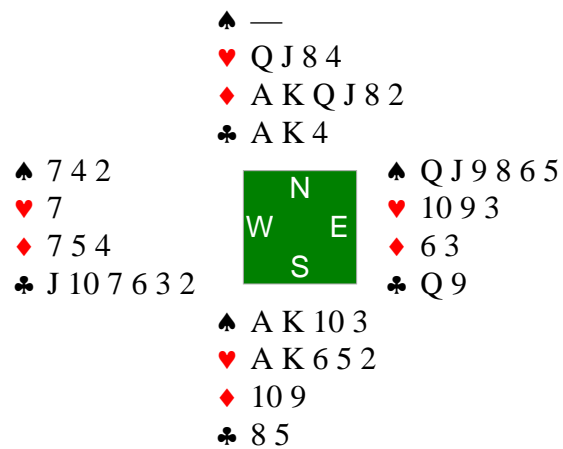 ♠ —
♥ Q J 8 4
♦ A K Q J 8 2
♣ A K 4
♠ 7 4 2
♥ 7
♦ 7 5 4
♣ J 10 7 6 3 2
N
W E
S
♠ Q J 9 8 6 5
♥ 10 9 3
♦ 6 3
♣ Q 9
♠ A K 10 3
♥ A K 6 5 2
♦ 10 9
♣ 8 5